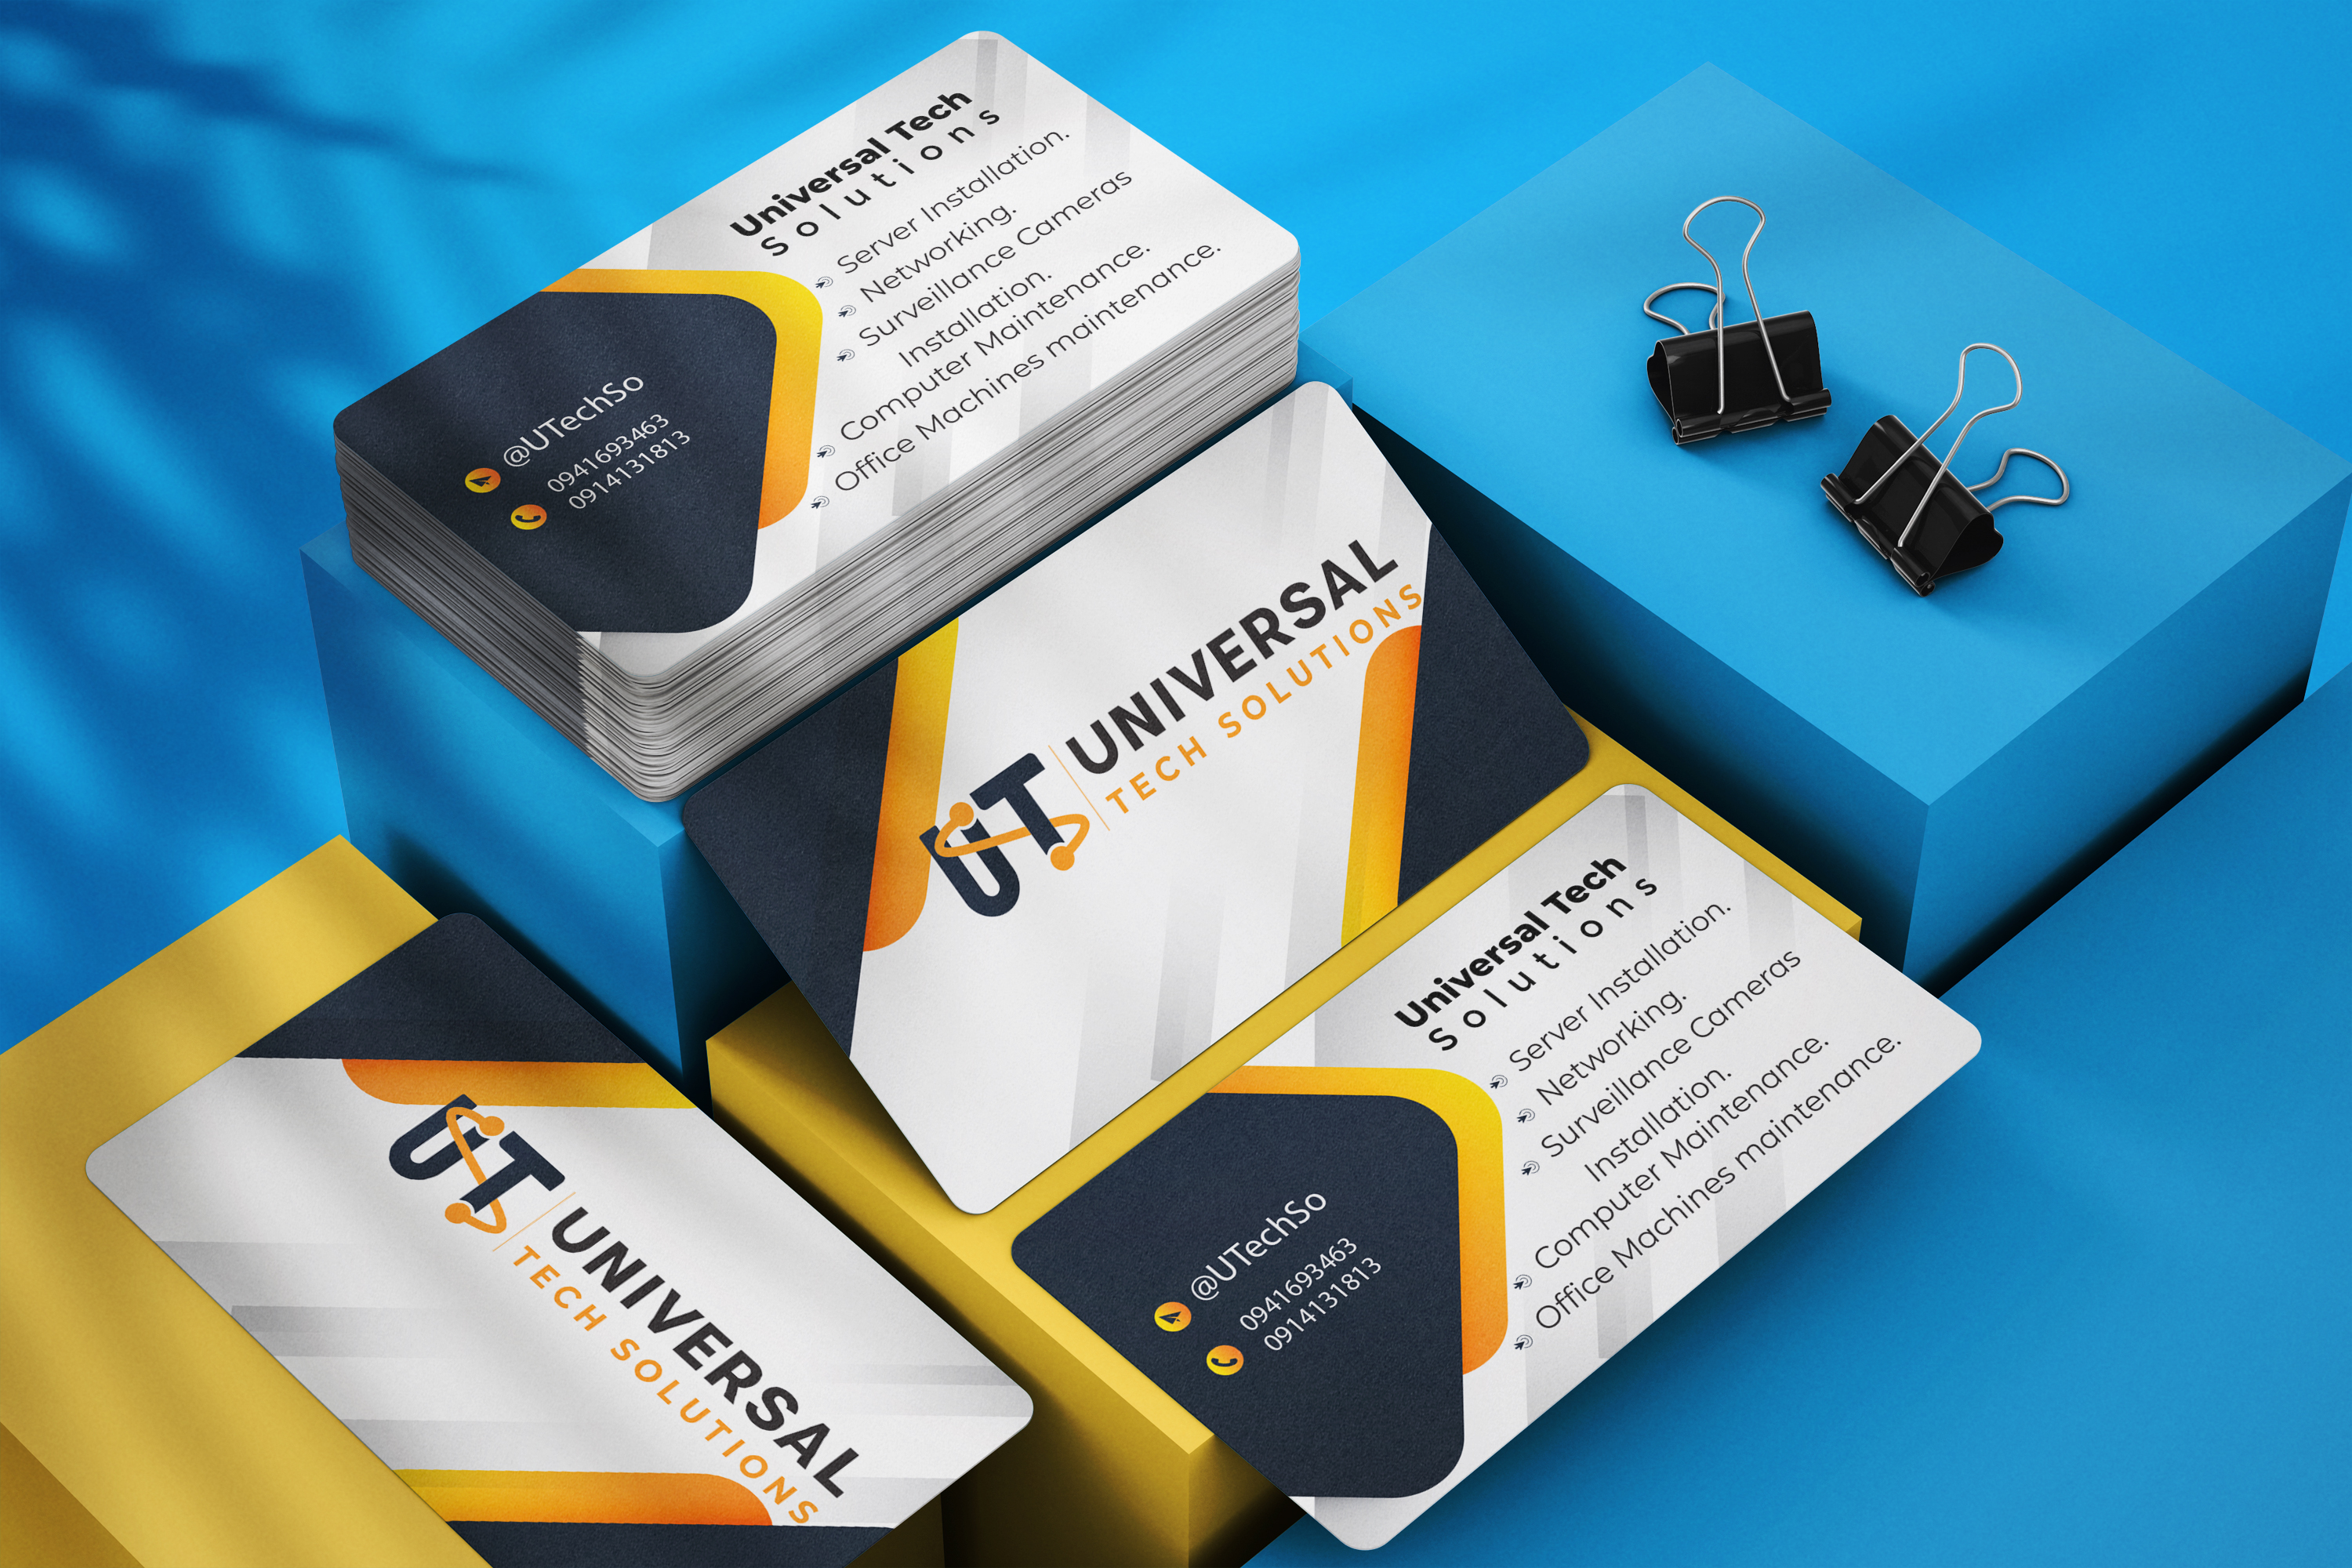 Universal Tech
Solutions
Server Installation.
Networking.
Surveillance Cameras
Installation.
Computer Maintenance.
Office Machines maintenance.
@UTechSo
0941693463
0914131813
UT
UNIVERSAL
TECH SOLUTIONS
Universal Tech
Solutions
Server Installation.
Networking.
Surveillance Cameras
Installation.
Computer Maintenance.
Office Machines maintenance.
@UTechSo
0941693463
0914131813
UT
UNIVERSAL
TECH SOLUTIONS